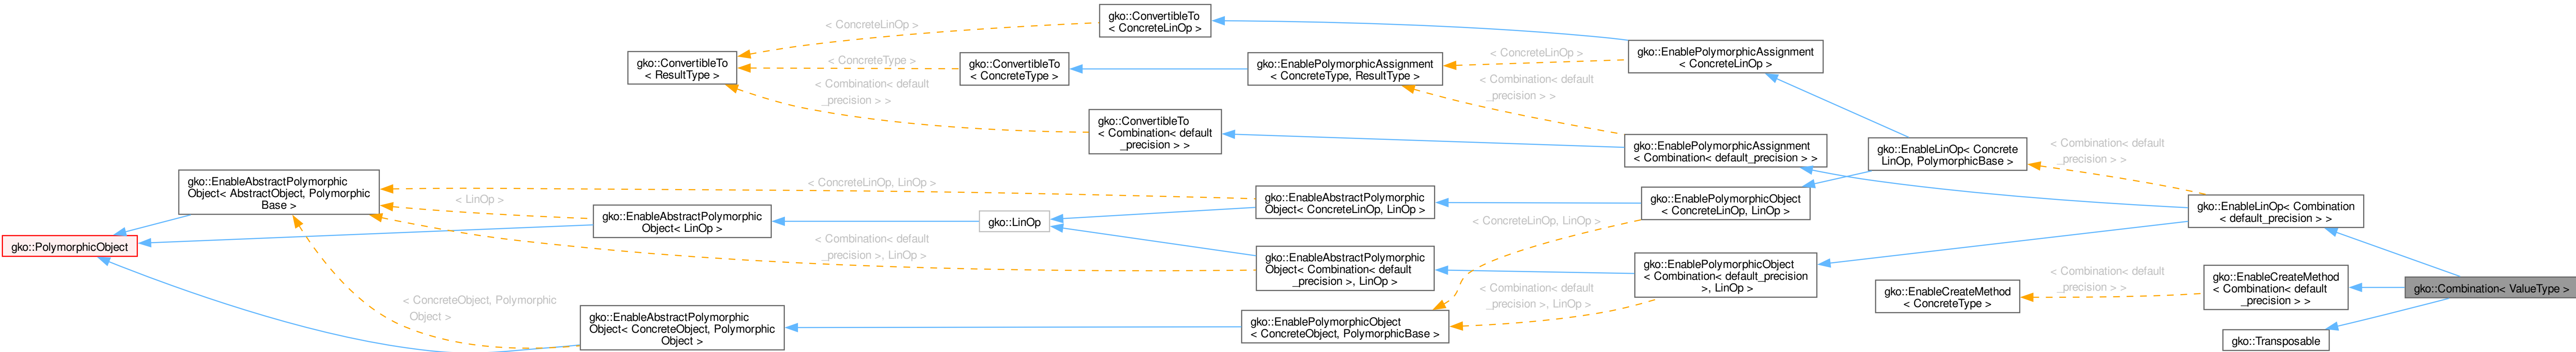 gko::PolymorphicObject
gko::EnableAbstractPolymorphic
Object< AbstractObject, Polymorphic
Base >
gko::ConvertibleTo
< ResultType >
gko::EnableAbstractPolymorphic
Object< LinOp >
gko::EnableAbstractPolymorphic
Object< ConcreteObject, Polymorphic
Object >
< ConcreteLinOp >
< ConcreteType >
< Combination< default
_precision > >
< ConcreteLinOp, LinOp >
< LinOp >
< Combination< default
_precision >, LinOp >
< ConcreteObject, Polymorphic
Object >
gko::ConvertibleTo
< ConcreteLinOp >
gko::ConvertibleTo
< ConcreteType >
gko::ConvertibleTo
< Combination< default
_precision > >
gko::LinOp
gko::EnablePolymorphicAssignment
< ConcreteType, ResultType >
gko::EnableAbstractPolymorphic
Object< ConcreteLinOp, LinOp >
gko::EnableAbstractPolymorphic
Object< Combination< default
_precision >, LinOp >
gko::EnablePolymorphicObject
< ConcreteObject, PolymorphicBase >
< ConcreteLinOp >
< Combination< default
_precision > >
< ConcreteLinOp, LinOp >
< Combination< default
_precision >, LinOp >
gko::EnablePolymorphicAssignment
< ConcreteLinOp >
gko::EnablePolymorphicAssignment
< Combination< default_precision > >
gko::EnablePolymorphicObject
< ConcreteLinOp, LinOp >
gko::EnablePolymorphicObject
< Combination< default_precision
>, LinOp >
gko::EnableLinOp< Concrete
LinOp, PolymorphicBase >
gko::EnableCreateMethod
< ConcreteType >
< Combination< default
_precision > >
< Combination< default
_precision > >
gko::EnableLinOp< Combination
< default_precision > >
gko::EnableCreateMethod
< Combination< default
_precision > >
gko::Transposable
gko::Combination< ValueType >